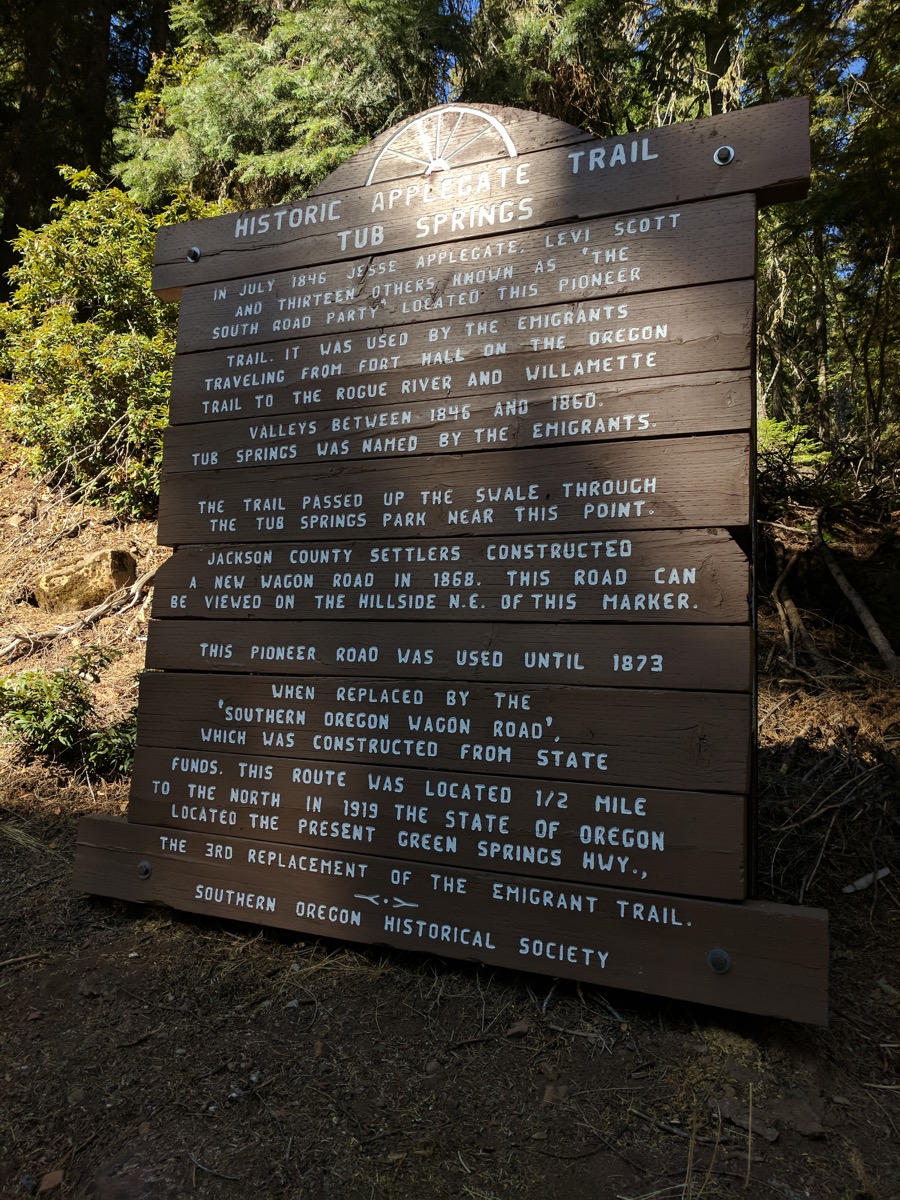 HISTORIC APPLEGATE TRAIL
TUB SPRINGS
IN JULY 1846 JESSE APPLEGATE, LEVI SCOTT
AND THIRTEEN OTHERS KNOWN AS "THE
SOUTH ROAD PARTY" LOCATED THIS PIONEER
TRAIL. IT WAS USED BY THE EMIGRANTS
TRAVELING FROM FORT HALL ON THE OREGON
TRAIL TO THE ROGUE RIVER AND WILLAMETTE
VALLEYS BETWEEN 1846 AND 1860.
TUB SPRINGS WAS NAMED BY THE EMIGRANTS.
THE TRAIL PASSED UP THE SWALE THROUGH
THE TUB SPRINGS PARK NEAR THIS POINT.
JACKSON COUNTY SETTLERS CONSTRUCTED
A NEW WAGON ROAD IN 1868. THIS ROAD CAN
BE VIEWED ON THE HILLSIDE N.E. OF THIS MARKER.
THIS PIONEER ROAD WAS USED UNTIL 1873
WHEN REPLACED BY THE
'SOUTHERN OREGON WAGON ROAD',
WHICH WAS CONSTRUCTED FROM STATE
FUNDS. THIS ROUTE WAS LOCATED 1/2 MILE
TO THE NORTH IN 1919 THE STATE OF OREGON
LOCATED THE PRESENT GREEN SPRINGS HWY.,
THE 3RD REPLACEMENT OF THE EMIGRANT TRAIL.
SOUTHERN OREGON HISTORICAL SOCIETY